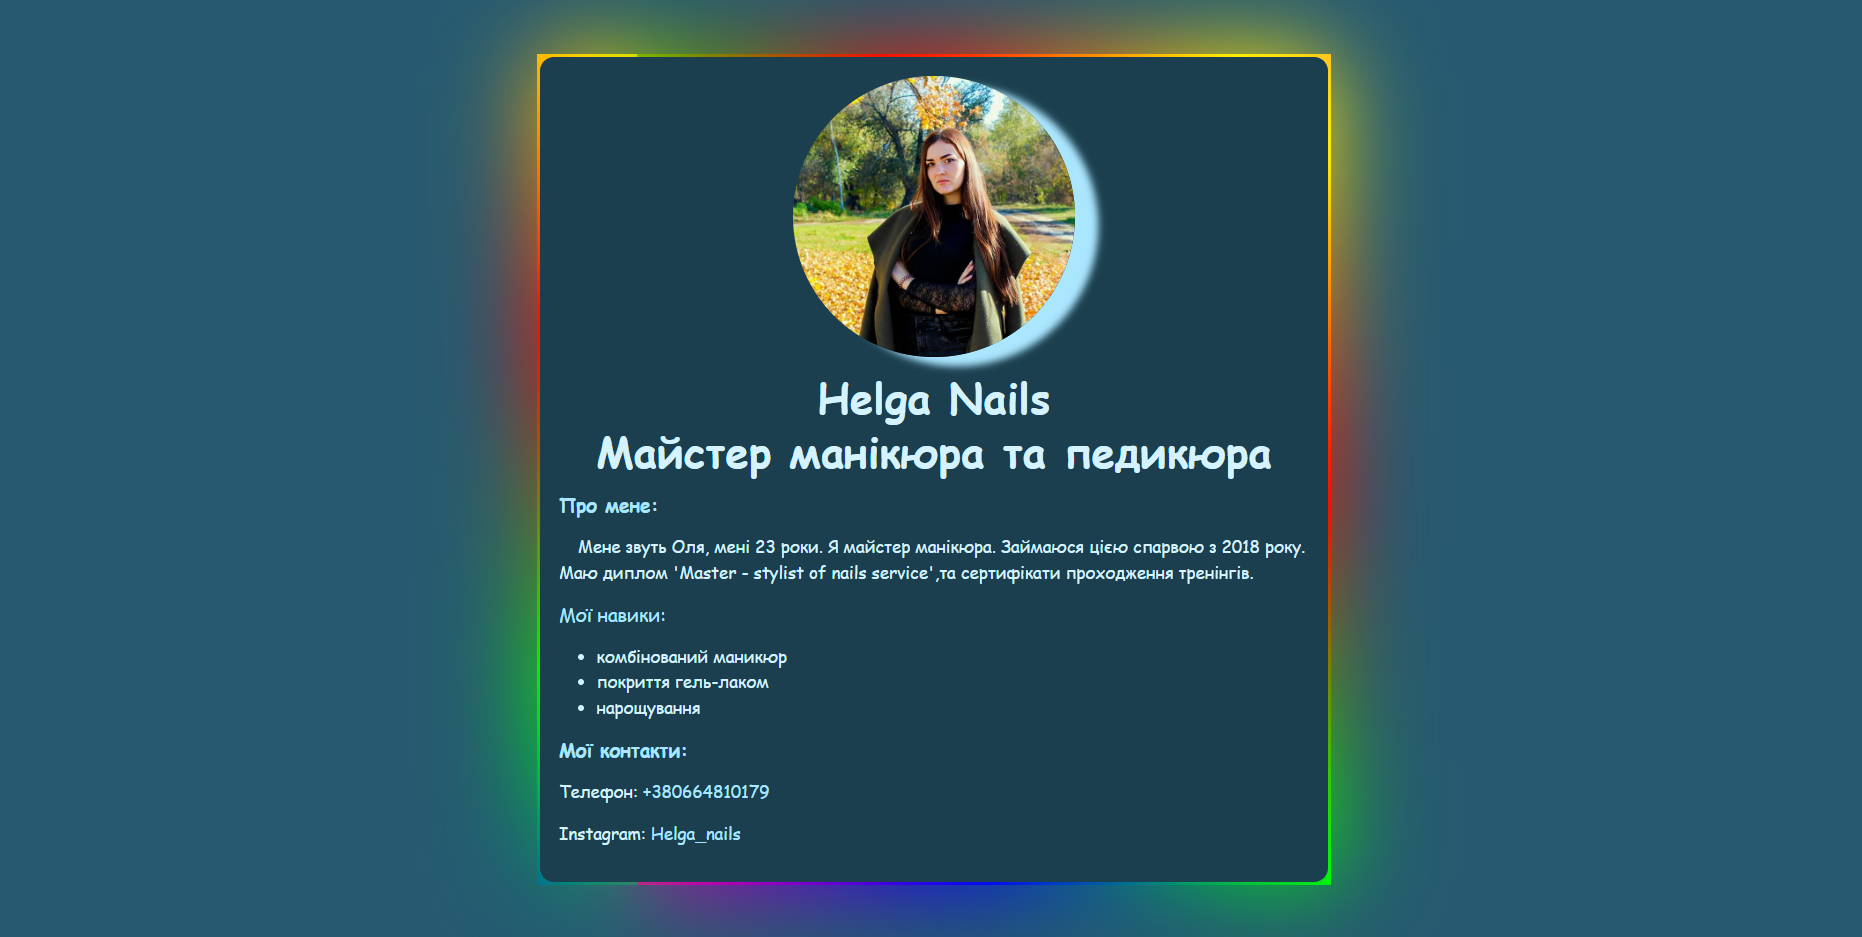 Helga Nails
Майстер манікюра та педикюра
Про мене:
Мене звуть Оля, мені 23 роки. Я майстер манікюра. Займаюся цією спарвою з 2018 року.
Маю диплом 'Master - stylist of nails service',та сертифікати проходження тренінгів.
Мої навики:
• комбінований маникюр
• покриття гель-лаком
• нарощування
Мої контакти:
Телефон: +380664810179
Instagram: Helga_nails